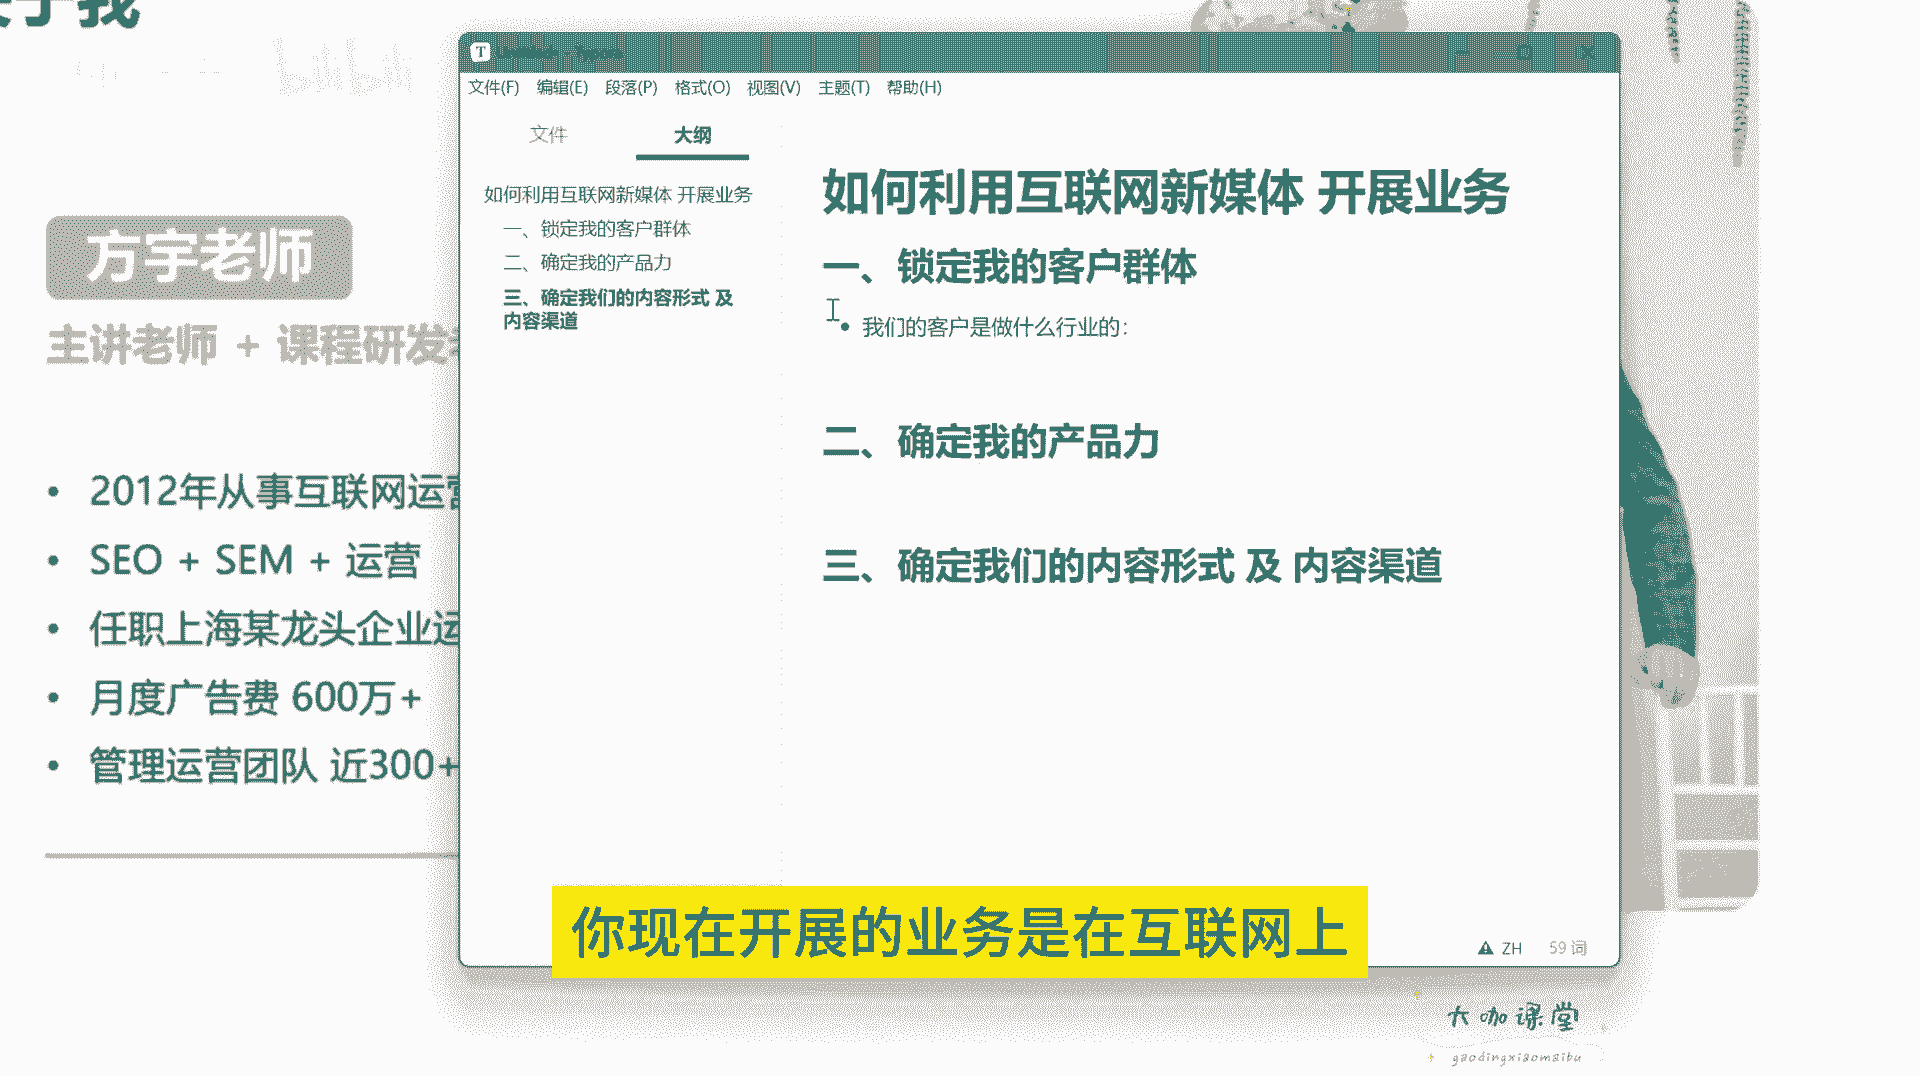 于我
bilibili
方宇老师
主讲老师 + 课程研发
• 2012年从事互联网运营
• SEO + SEM + 运营
• 任职上海某龙头企业运
• 月度广告费 600万+
• 管理运营团队 近300+
文件(F) 编辑(E) 段落(P) 格式(O) 视图(V) 主题(T) 帮助(H)
文件 大纲
如何利用互联网新媒体 开展业务
一、锁定我的客户群体
二、确定我的产品力
三、确定我们的内容形式 及
内容渠道
如何利用互联网新媒体 开展业务
一、锁定我的客户群体
• 我们的客户是做什么行业的:
二、确定我的产品力
三、确定我们的内容形式 及 内容渠道
ZH 59 词
你现在开展的业务是在互联网上
大咖课堂
gaodingxiaomaibu